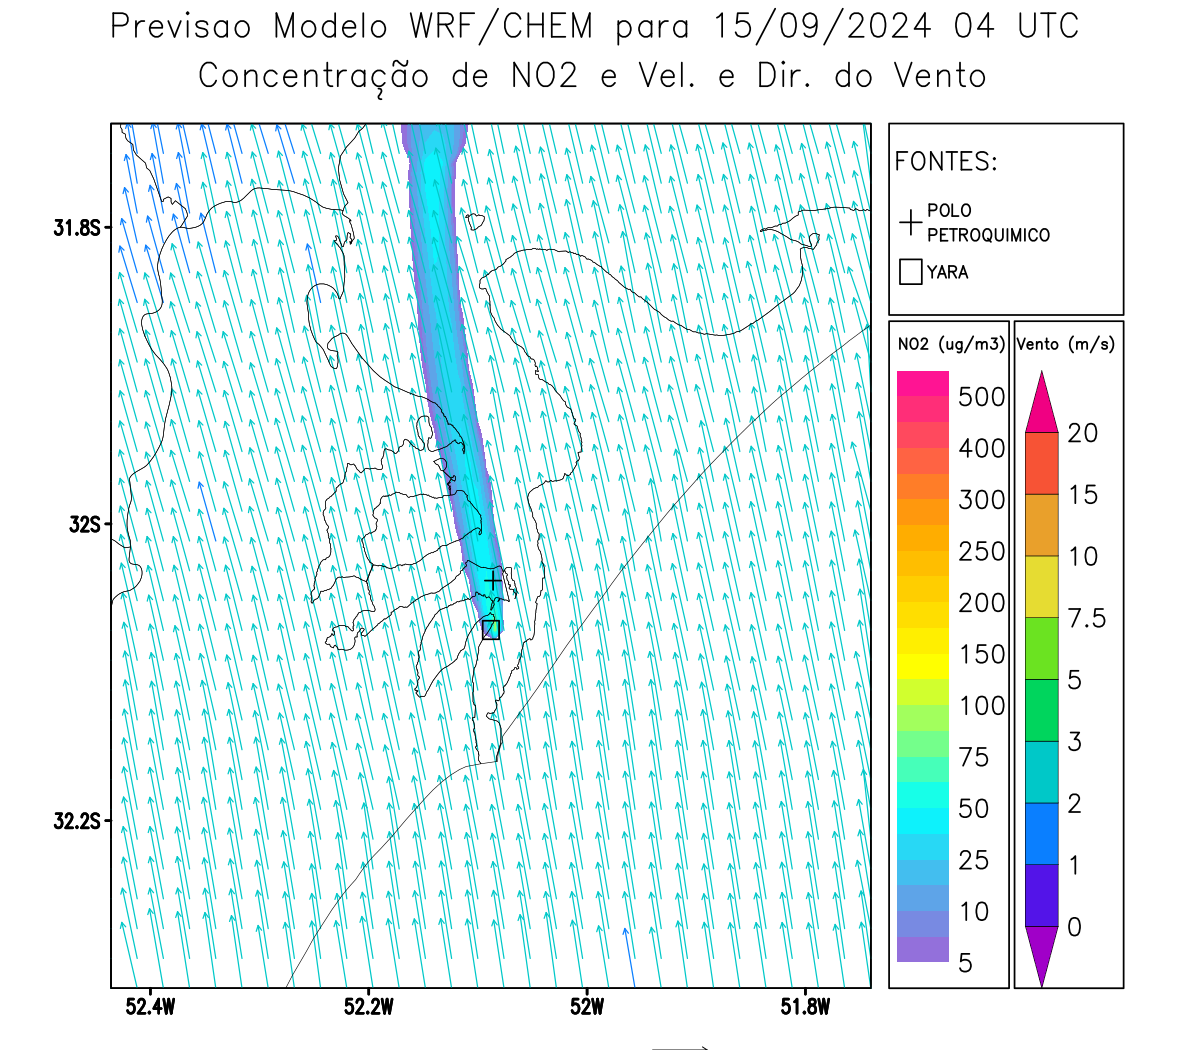 Previsao Modelo WRF/CHEM para 15/09/2024 04 UTC
Concentração de NO2 e Vel. e Dir. do Vento
FONTES:
POLO
PETROQUIMICO
YARA
NO2 (ug/m3)
500
400
300
250
200
150
100
75
50
25
10
5
Vento (m/s)
20
15
10
7.5
5
3
2
1
0
31.8S
32S
32.2S
52.4W
52.2W
52W
51.8W